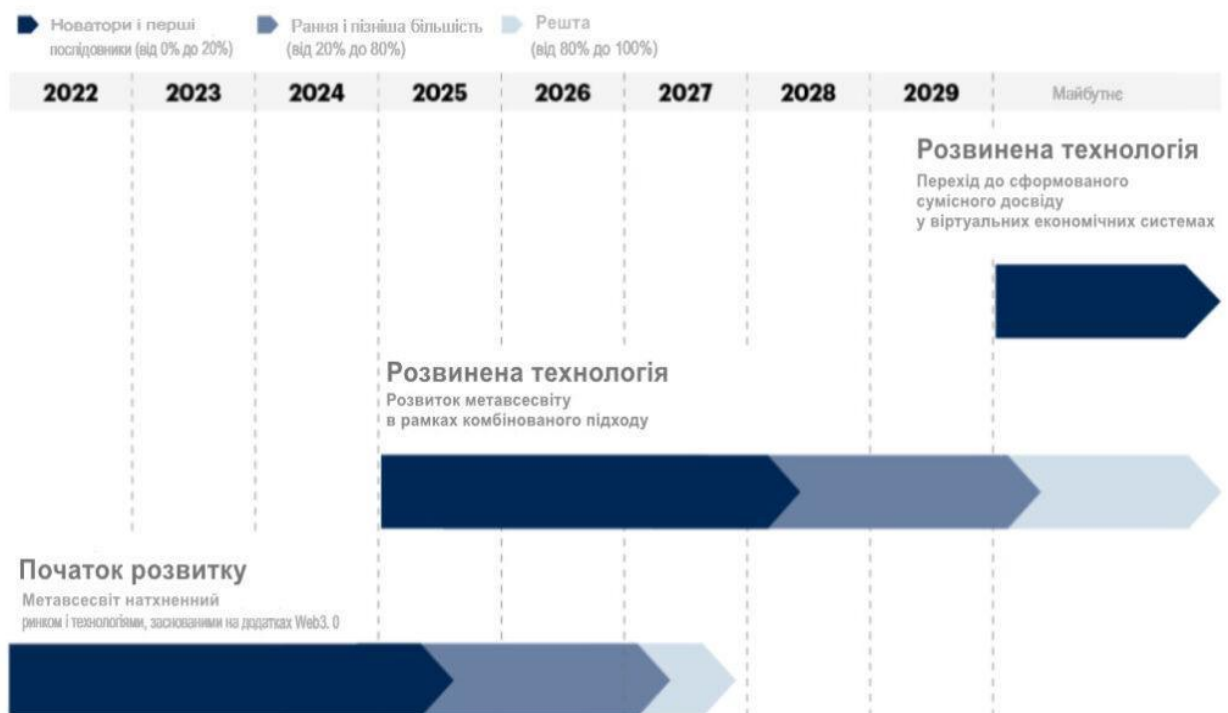 Новатори і перші
послідовники (від 0% до 20%)
Рання і пізніша більшість
(від 20% до 80%)
Решта
(від 80% до 100%)
2022 2023 2024 2025 2026 2027 2028 2029 Майбутнє
Розвинена технологія
Перехід до сформованого
сумісного досвіду
у віртуальних економічних системах
Розвинена технологія
Розвиток метавсесвіту
в рамках комбінованого підходу
Початок розвитку
Метавсесвіт натхненний
ринком і технологіями, заснованими на додатках Web3. 0